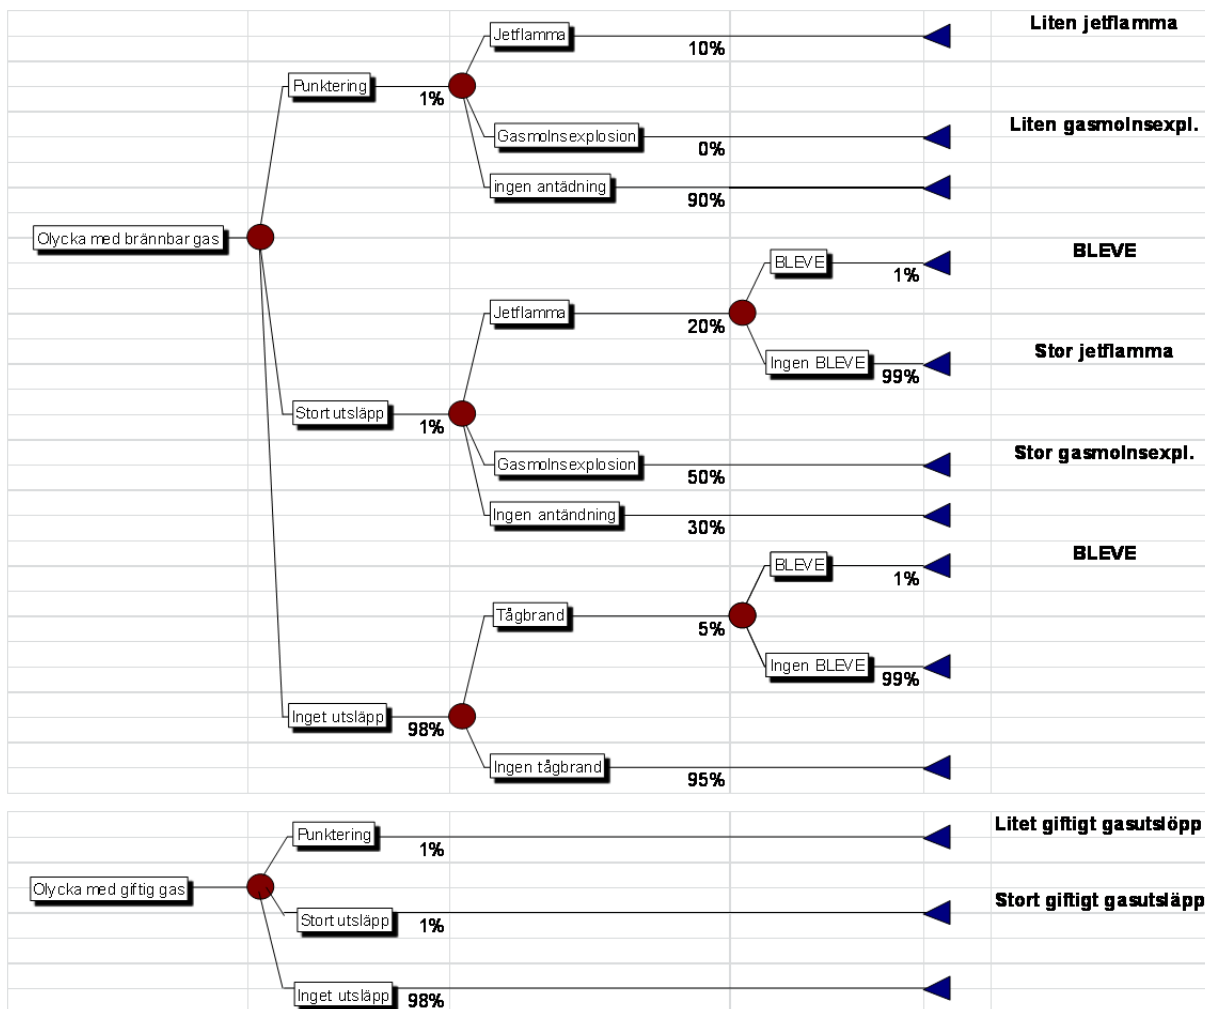 Liten jetflamma
Jetflamma
10%
Punktering
1%
Liten gasmolnsexpl.
Gasmolnsexplosion
0%
ingen antädning
90%
Olycka med brännbar gas
BLEVE
BLEVE
1%
Jetflamma
20%
Stor jetflamma
Ingen BLEVE
99%
Stort utsläpp
1%
Stor gasmolnsexpl.
Gasmolnsexplosion
50%
Ingen antändning
30%
BLEVE
BLEVE
1%
Tågbrand
5%
Ingen BLEVE
99%
Inget utsläpp
98%
Ingen tågbrand
95%
Litet giftigt gasutslöpp
Punktering
1%
Olycka med giftig gas
Stort giftigt gasutsläpp
Stort utsläpp
1%
Inget utsläpp
98%